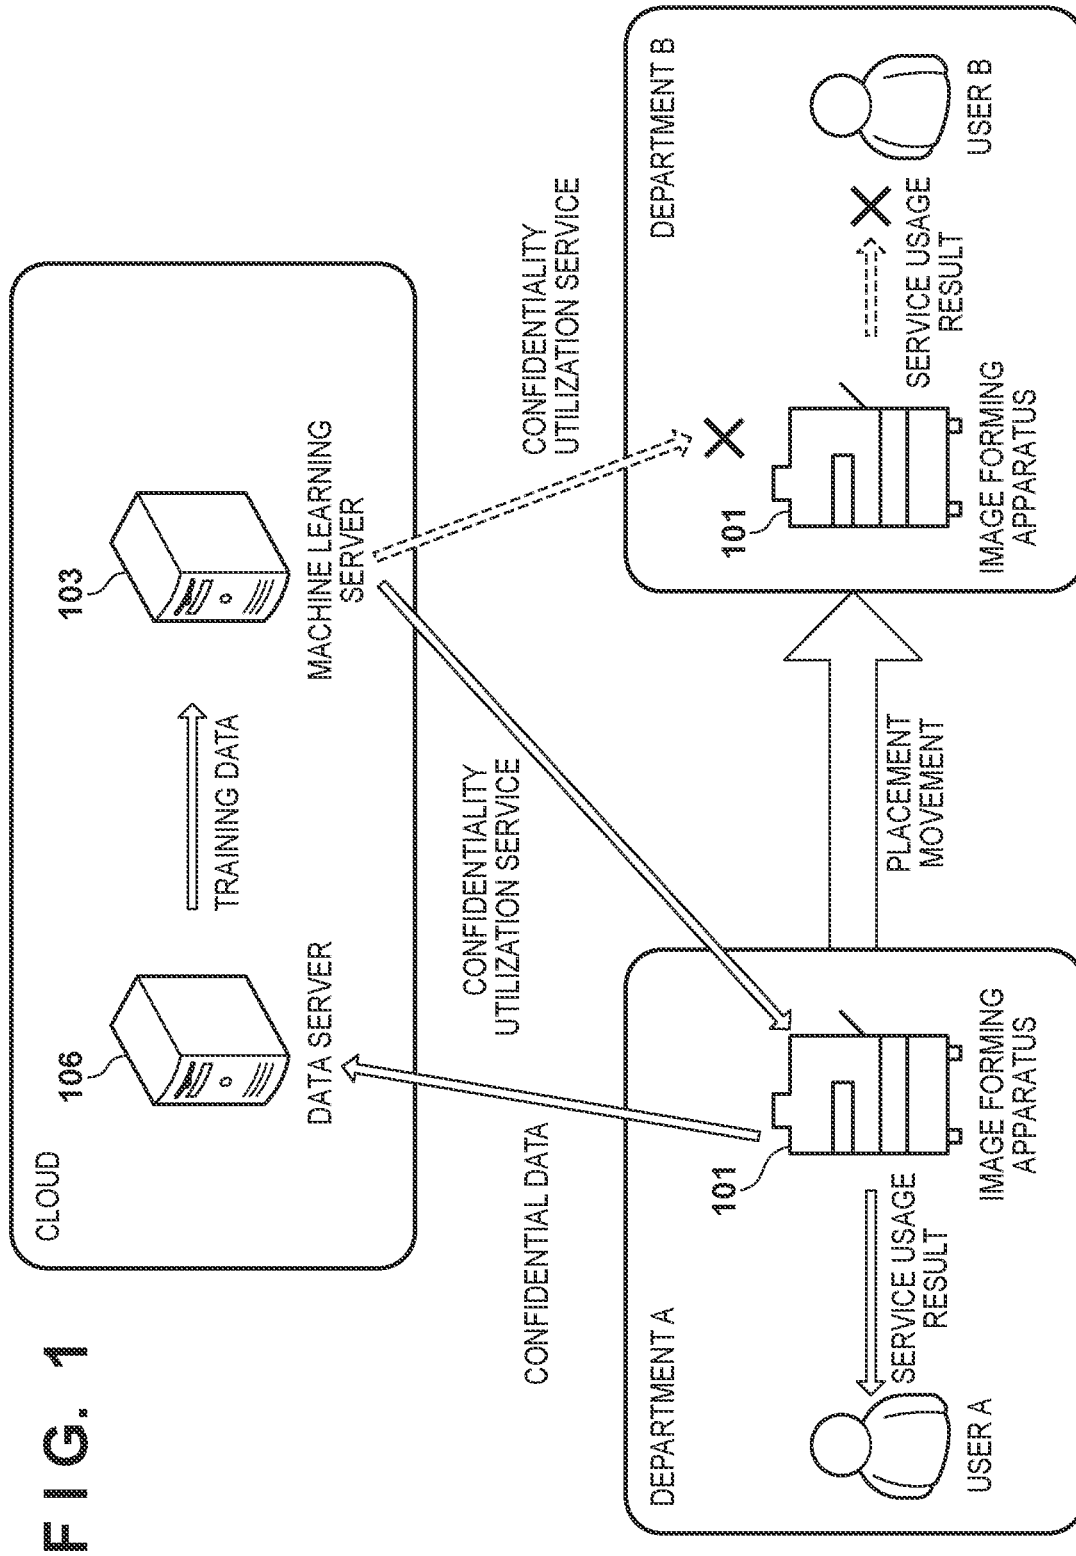 FIG. 1
CLOUD
106
DATA SERVER
TRAINING DATA
103
MACHINE LEARNING
SERVER
CONFIDENTIAL DATA
CONFIDENTIALITY
UTILIZATION SERVICE
CONFIDENTIALITY
UTILIZATION SERVICE
DEPARTMENT A
USER A
SERVICE USAGE
RESULT
101
IMAGE FORMING
APPARATUS
PLACEMENT
MOVEMENT
DEPARTMENT B
101
IMAGE FORMING
APPARATUS
SERVICE USAGE
RESULT
USER B